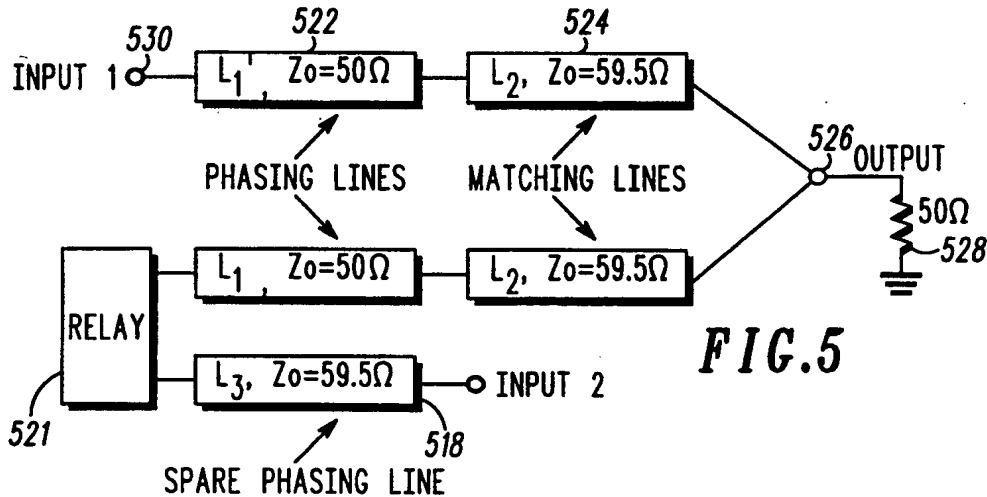 530
522
524
INPUT 1
L1', Zo=50Ω
L2, Zo=59.5Ω
526
OUTPUT
PHASING LINES
MATCHING LINES
50Ω
528
L1, Zo=50Ω
L2, Zo=59.5Ω
RELAY
FIG.5
L3, Zo=59.5Ω
INPUT 2
521
518
SPARE PHASING LINE